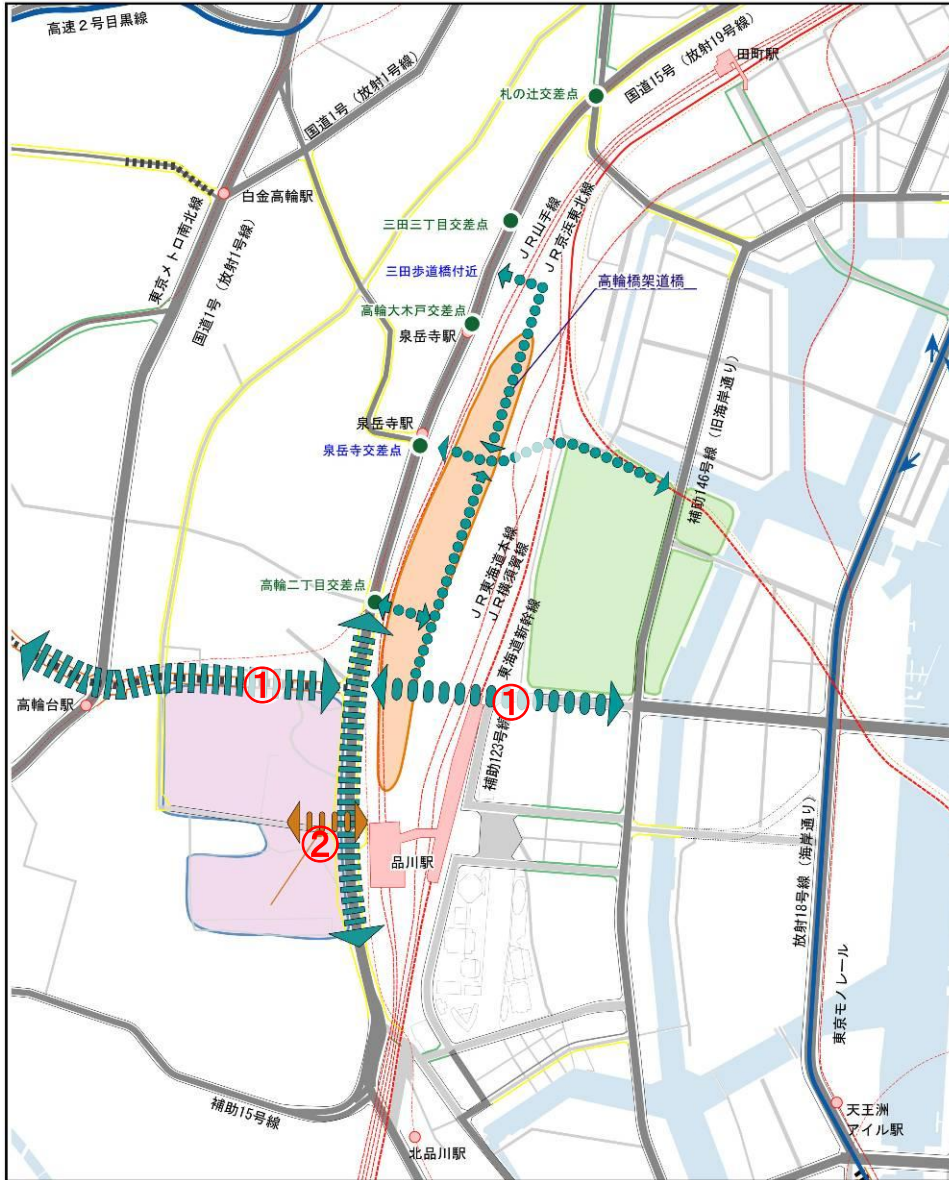 高速2号目黒線
国道1号（放射1号線）
国道15号（放射19号線）
田町駅
札の辻交差点
白金高輪駅
東京メトロ南北線
国道1号（放射1号線）
三田三丁目交差点
JR山手線
JR京浜東北線
三田歩道橋付近
高輪橋架道橋
高輪大木戸交差点
泉岳寺駅
泉岳寺駅
泉岳寺交差点
補助146号線（旧海岸通り）
JR東海道本線
JR横須賀線
東海道新幹線
高輪二丁目交差点
①
①
高輪台駅
補助123号線
②
品川駅
放射18号線（海岸通り）
東京モノレール
補助15号線
天王洲
アイル駅
北品川駅